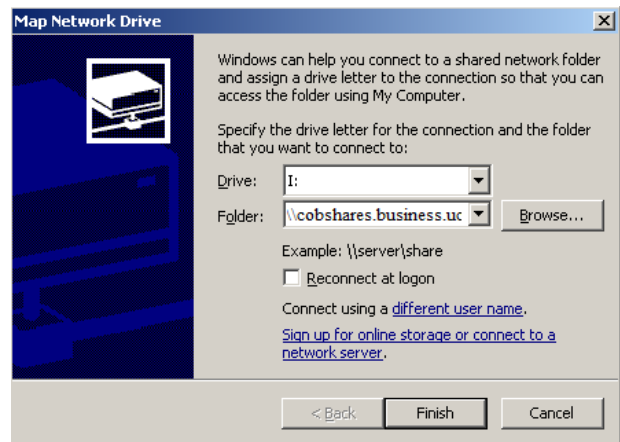 Map Network Drive
Windows can help you connect to a shared network folder
and assign a drive letter to the connection so that you can
access the folder using My Computer.
Specify the drive letter for the connection and the folder
that you want to connect to:
Drive: I:
Folder: \\cobshares.business.uc Browse...
Example: \\server\share
Reconnect at logon
Connect using a different user name.
Sign up for online storage or connect to a
network server.
< Back Finish Cancel